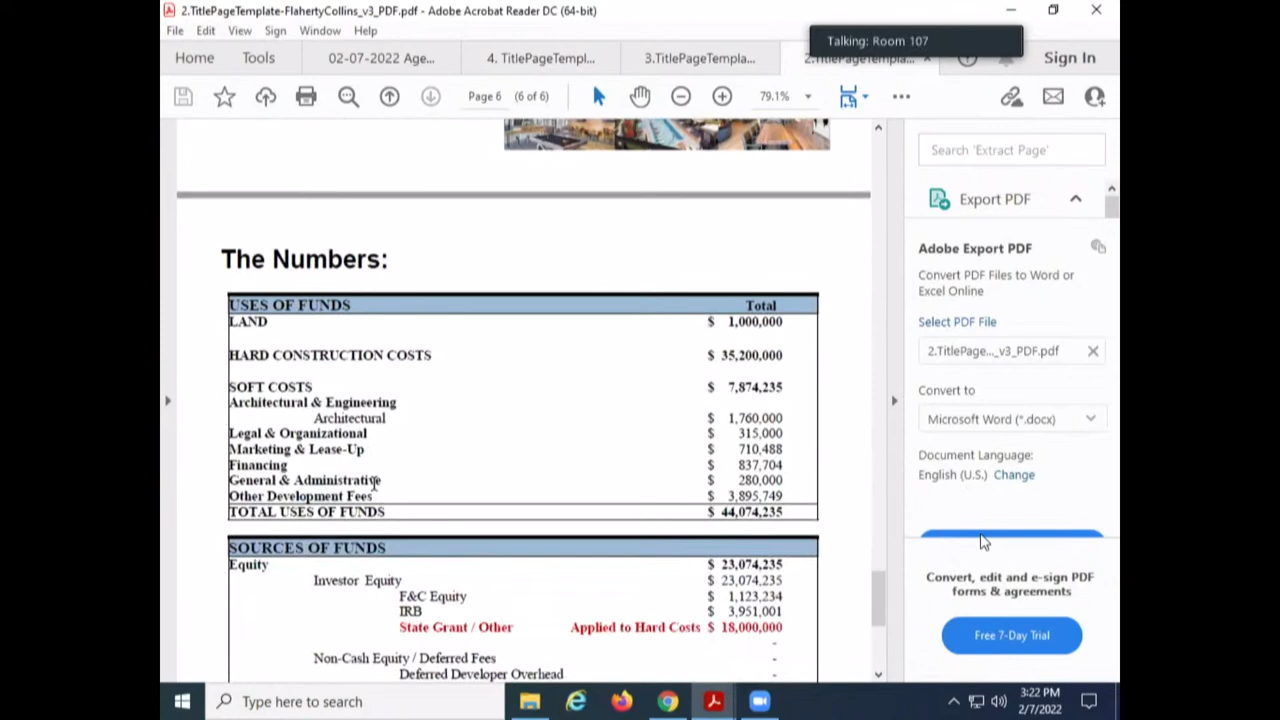 2.TitlePageTemplate-FlahertyCollins_v3_PDF.pdf - Adobe Acrobat Reader DC (64-bit)
File Edit View Sign Window Help
Talking: Room 107
Home Tools 02-07-2022 Age... 4. TitlePageTempl... 3.TitlePageTempla... 2.TitlePageTempla... Sign In
Page 6 (6 of 6) 79.1%
Search 'Extract Page'
Export PDF
Adobe Export PDF
Convert PDF Files to Word or
Excel Online
Select PDF File
2.TitlePage..._v3_PDF.pdf
Convert to
Microsoft Word (*.docx)
Document Language:
English (U.S.) Change
Convert, edit and e-sign PDF
forms & agreements
Free 7-Day Trial
The Numbers:
USES OF FUNDS Total
LAND $ 1,000,000
HARD CONSTRUCTION COSTS $ 35,200,000
SOFT COSTS $ 7,874,235
Architectural & Engineering
Architectural $ 1,760,000
Legal & Organizational $ 315,000
Marketing & Lease-Up $ 710,488
Financing $ 837,704
General & Administrative $ 280,000
Other Development Fees $ 3,895,749
TOTAL USES OF FUNDS $ 44,074,235
SOURCES OF FUNDS
Equity $ 23,074,235
Investor Equity $ 23,074,235
F&C Equity $ 1,123,234
IRB $ 3,951,001
State Grant / Other Applied to Hard Costs $ 18,000,000
-
Non-Cash Equity / Deferred Fees -
Deferred Developer Overhead -
Type here to search
3:22 PM
2/7/2022